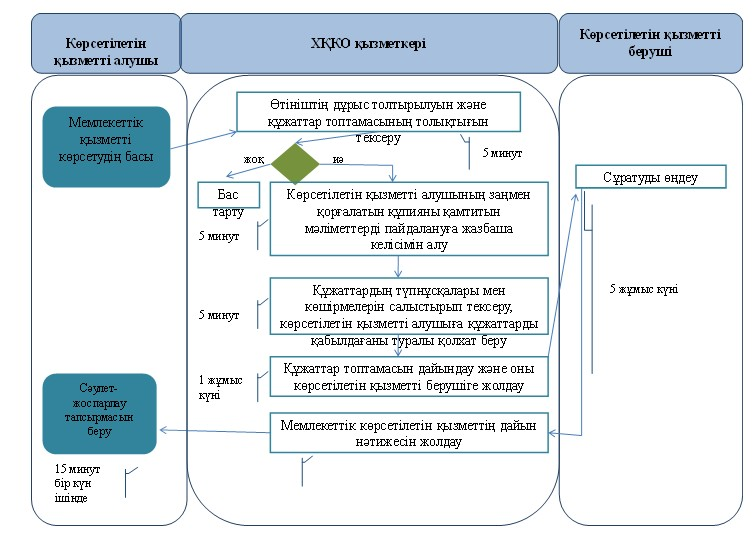 Көрсетілетін
қызметті алушы
ХҚКО қызметкері
Көрсетілетін қызметті
беруші
Мемлекеттік
қызметті
көрсетудің басы
Өтініштің дұрыс толтырылуын және
құжаттар топтамасының толықтығын
тексеру
5 минут
жоқ
иә
Бас
тарту
5 минут
Көрсетілетін қызметті алушының заңмен
қорғалатын құпияны қамтитын
мәліметтерді пайдалануға жазбаша
келісімін алу
Сұратуды өңдеу
5 жұмыс күні
5 минут
Құжаттардың түпнұсқалары мен
көшірмелерін салыстырып тексеру,
көрсетілетін қызметті алушыға құжаттарды
қабылдағаны туралы қолхат беру
1 жұмыс
күні
Құжаттар топтамасын дайындау және оны
көрсетілетін қызметті берушіге жолдау
Сәулет-
жоспарлау
тапсырмасын
беру
Мемлекеттік көрсетілетін қызметтің дайын
нәтижесін жолдау
15 минут
бір күн
ішінде